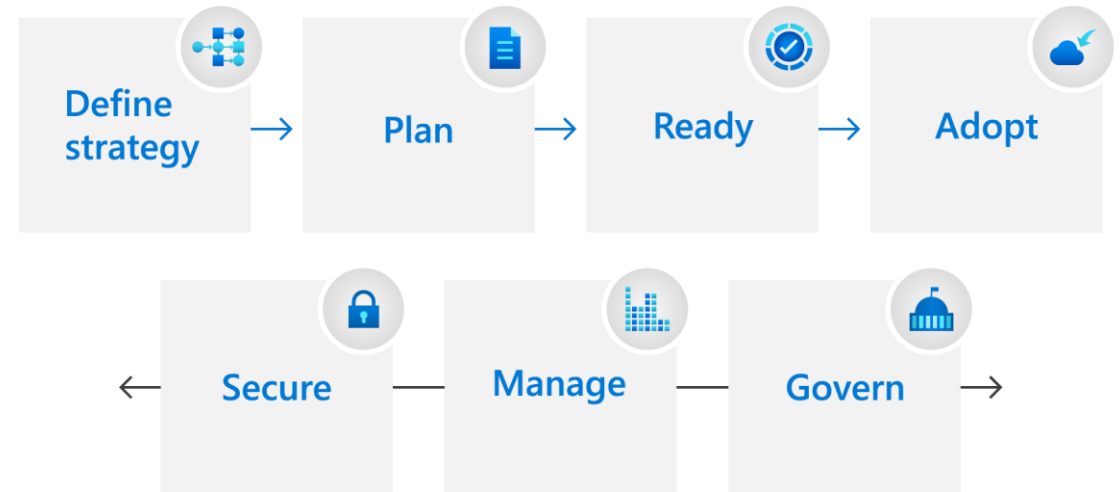 Define
strategy
Plan
Ready
Adopt
Secure
Manage
Govern